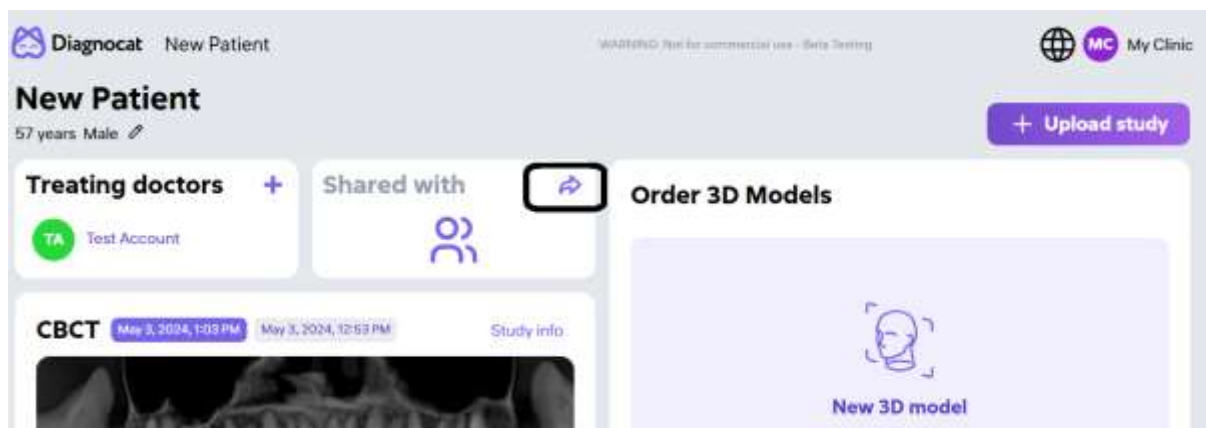 Diagnocat New Patient
WARNING: Not for commercial use - Beta Testing
MC My Clinic
New Patient
57 years Male
+ Upload study
Treating doctors +
TA Test Account
Shared with
Order 3D Models
CBCT May 3, 2024, 1:03 PM May 3, 2024, 12:53 PM Study info
New 3D model